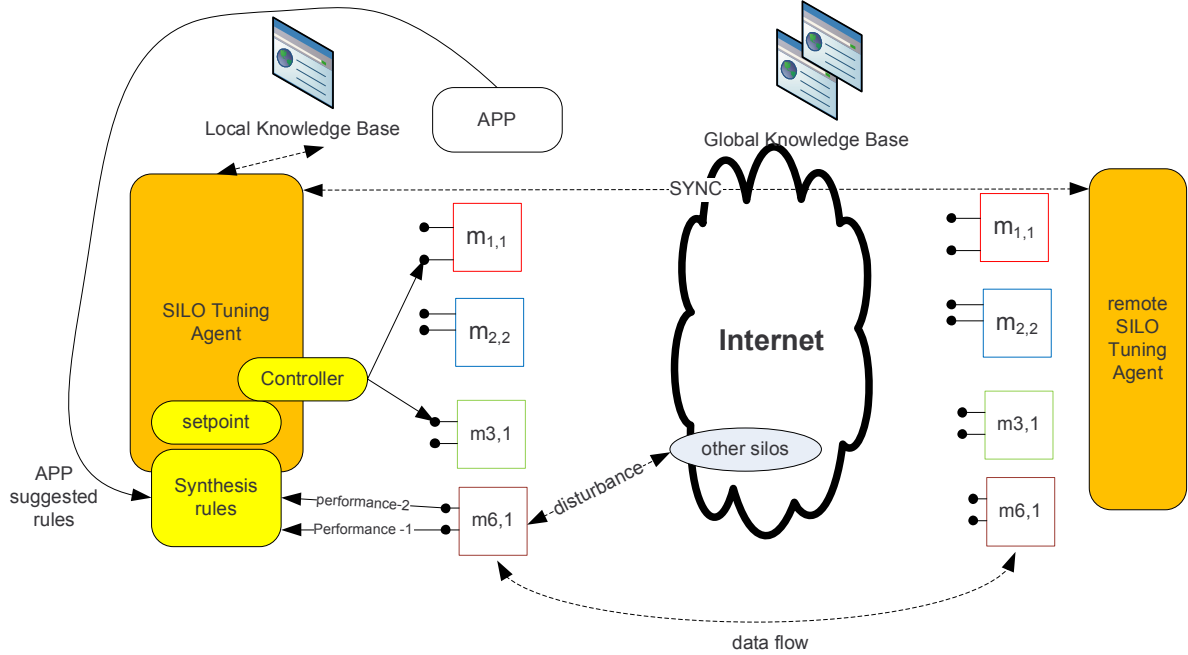 APP
Local Knowledge Base
Global Knowledge Base
SYNC
m1,1
m1,1
SILO Tuning
Agent
m2,2
m2,2
remote
SILO
Tuning
Agent
Internet
Controller
setpoint
m3,1
m3,1
other silos
APP
suggested
rules
Synthesis
rules
performance-2
Performance -1
disturbance
m6,1
m6,1
data flow